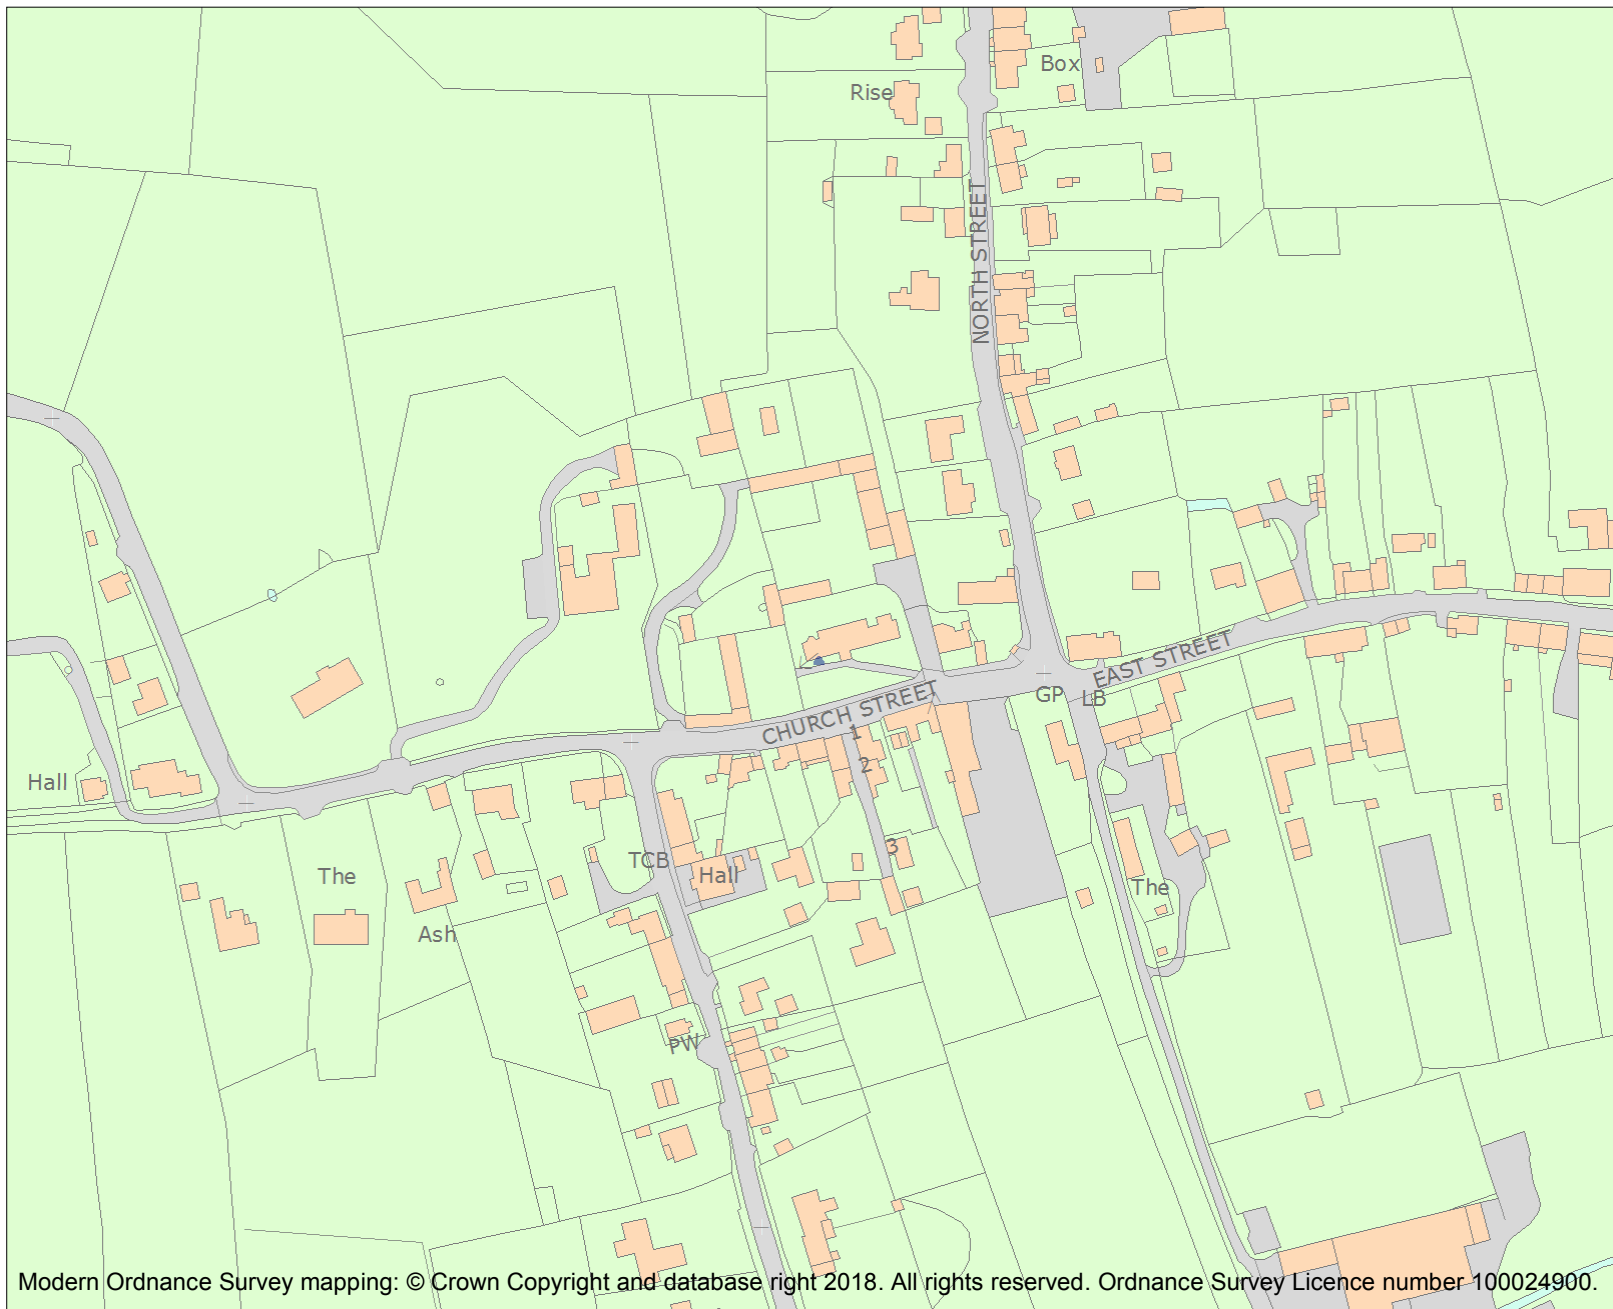 Box
Rise
NORTH STREET
EAST STREET
GP
LB
CHURCH STREET
1
2
Hall
3
TCB
Hall
The
The
Ash
PW
Modern Ordnance Survey mapping: © Crown Copyright and database right 2018. All rights reserved. Ordnance Survey Licence number 100024900.